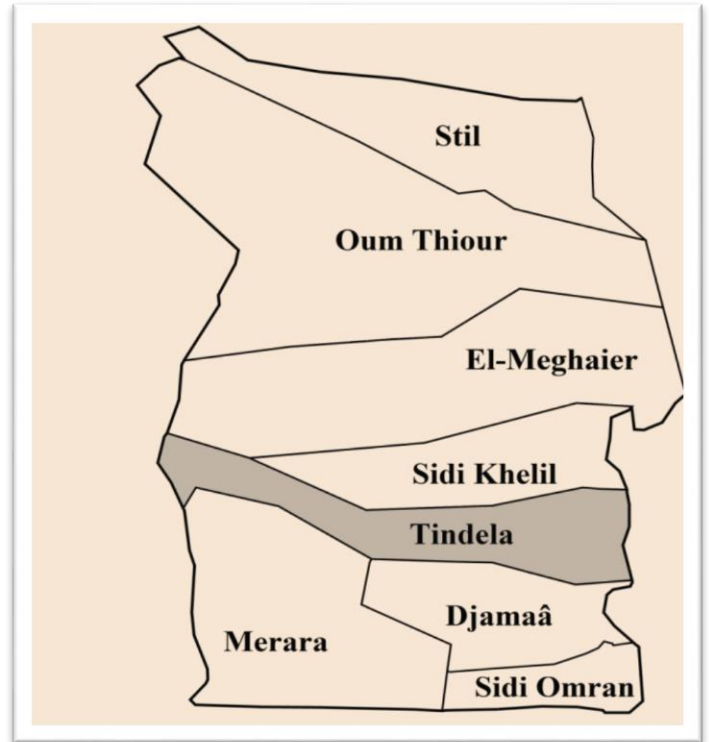 Stil
Oum Thiour
El-Meghaier
Sidi Khelil
Tindela
Djamaâ
Merara
Sidi Omran